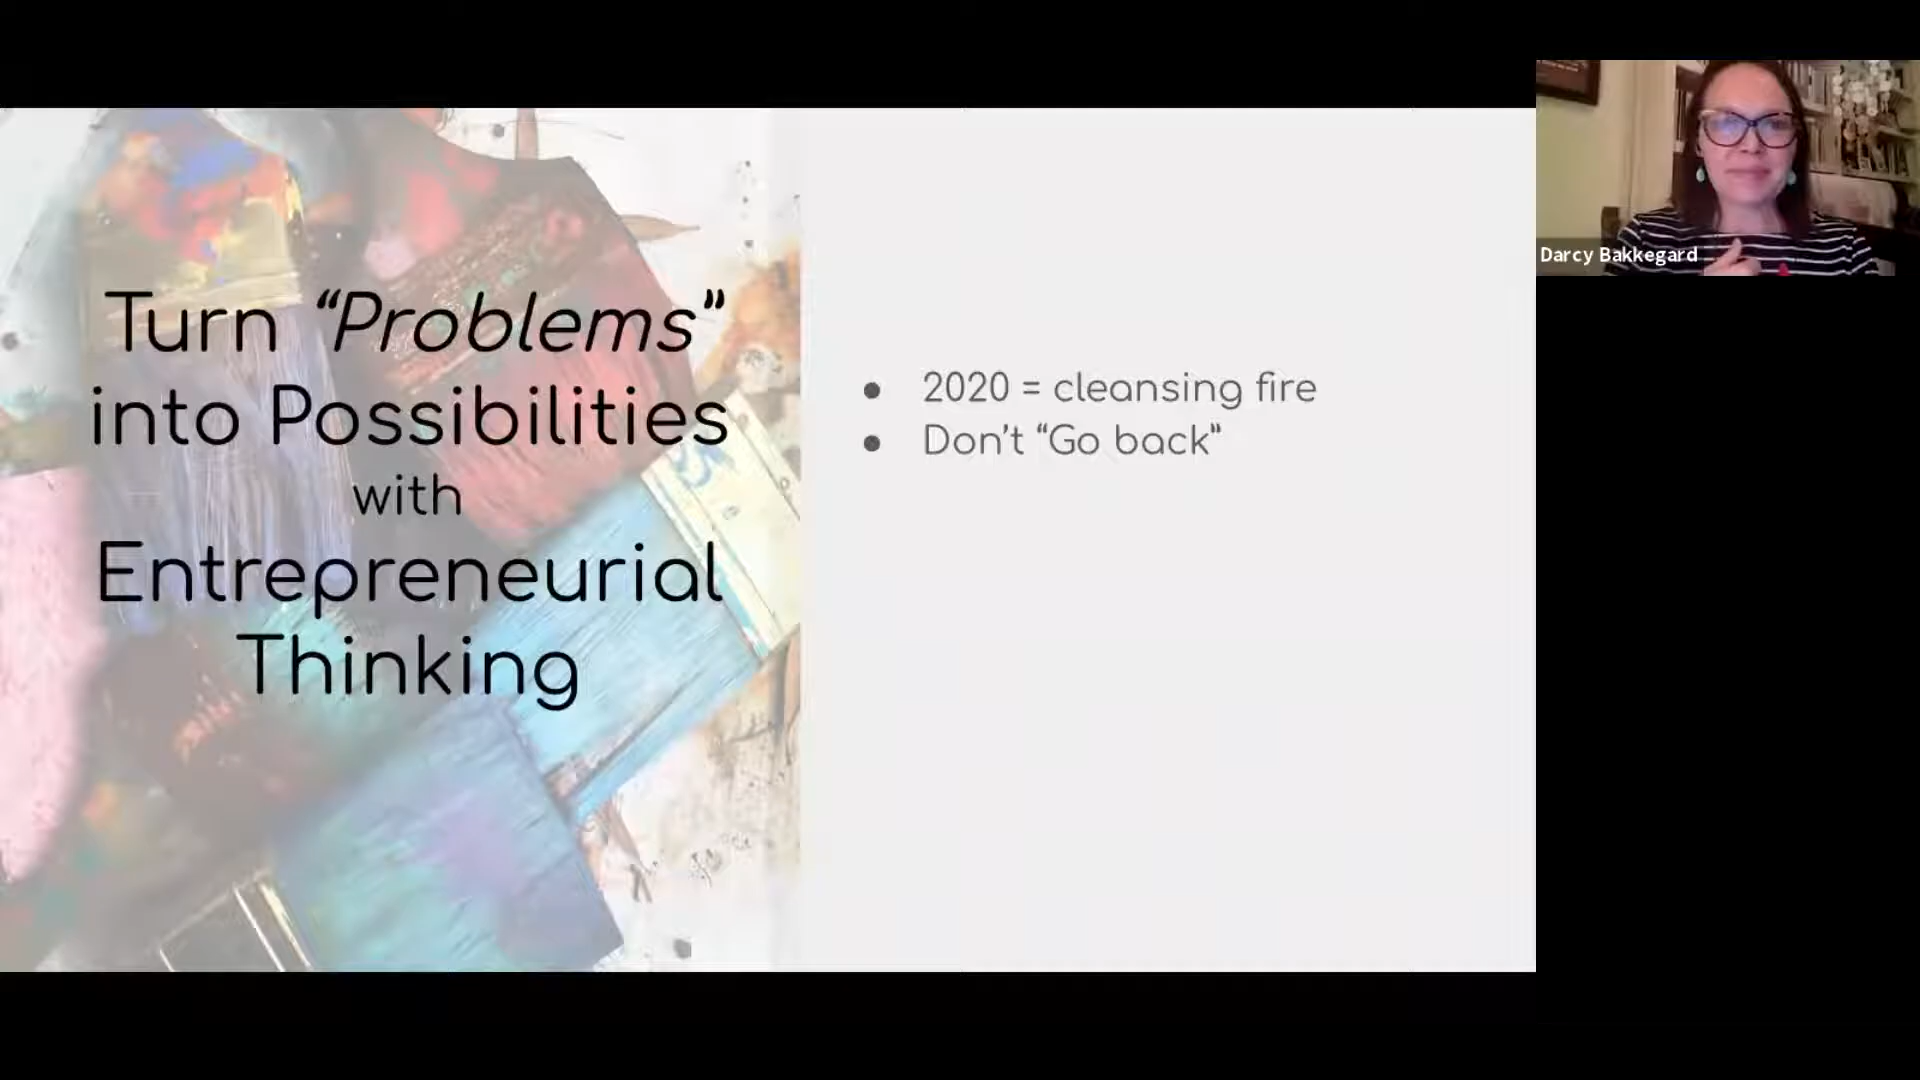 Turn “Problems”
into Possibilities
with
Entrepreneurial
Thinking
● 2020 = cleansing fire
● Don’t “Go back”
Darcy Bakkegard